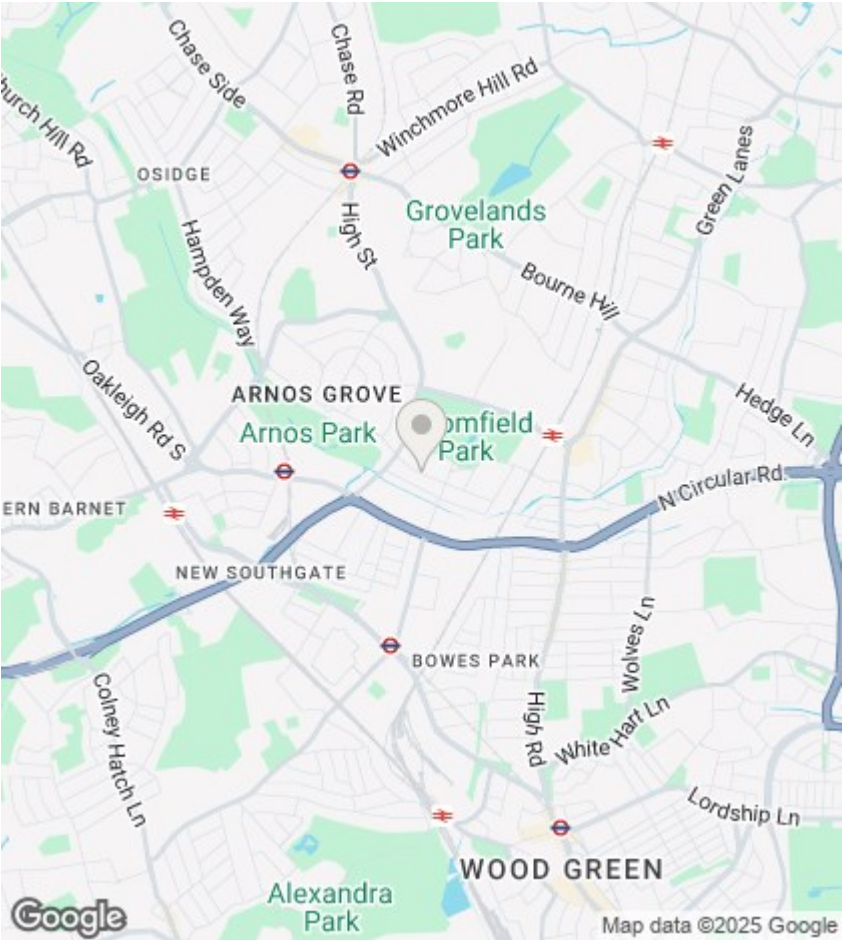 Chase Side
Chase Rd
Winchmore Hill Rd
hurch Hill Rd
OSIDGE
Green Lanes
High St
Grovelands
Park
Hampden Way
Bourne Hill
Oakleigh Rd S
ARNOS GROVE
Arnos Park
omfield
Park
Hedge Ln
N Circular Rd
ERN BARNET
NEW SOUTHGATE
Wolves Ln
BOWES PARK
Colney Hatch Ln
High Rd
White Hart Ln
Lordship Ln
WOOD GREEN
Alexandra
Park
Google
Map data ©2025 Google